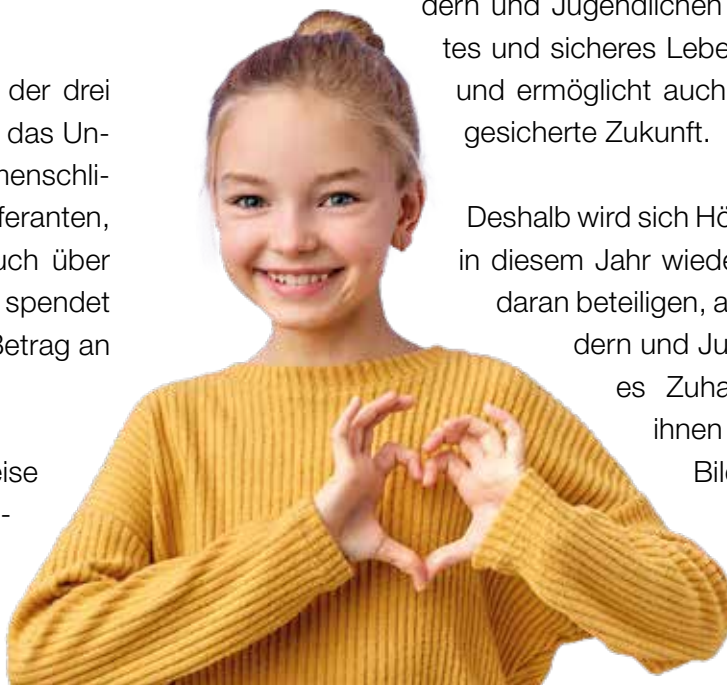 der drei
das Un-
menschli-
feranten,
uch über
spendet
Betrag an
eise
-
dern und Jugendlichen
tes und sicheres Lebe
und ermöglicht auch
gesicherte Zukunft.
Deshalb wird sich Hö
in diesem Jahr wiede
daran beteiligen, a
dern und Ju
es Zuha
ihnen
Bil